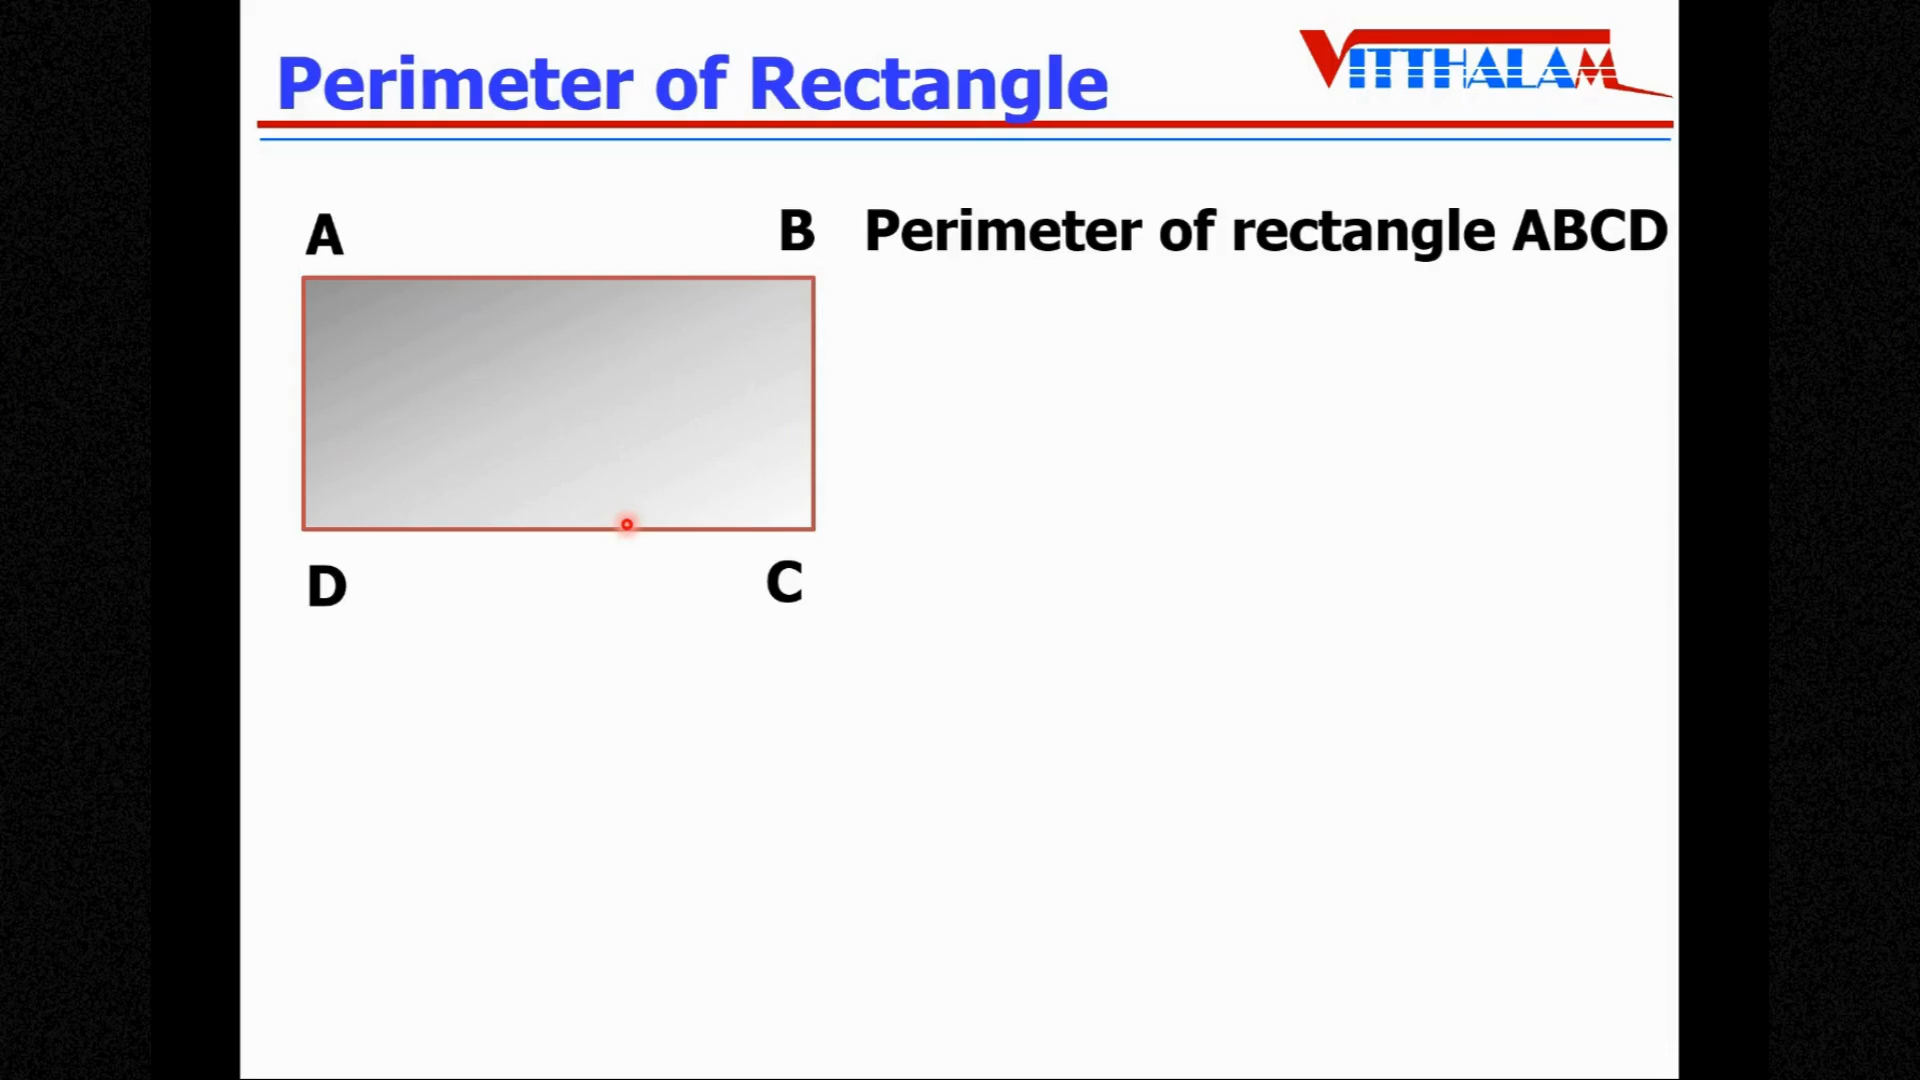 Perimeter of Rectangle
VITTHALAM
A
B
Perimeter of rectangle ABCD
D
C